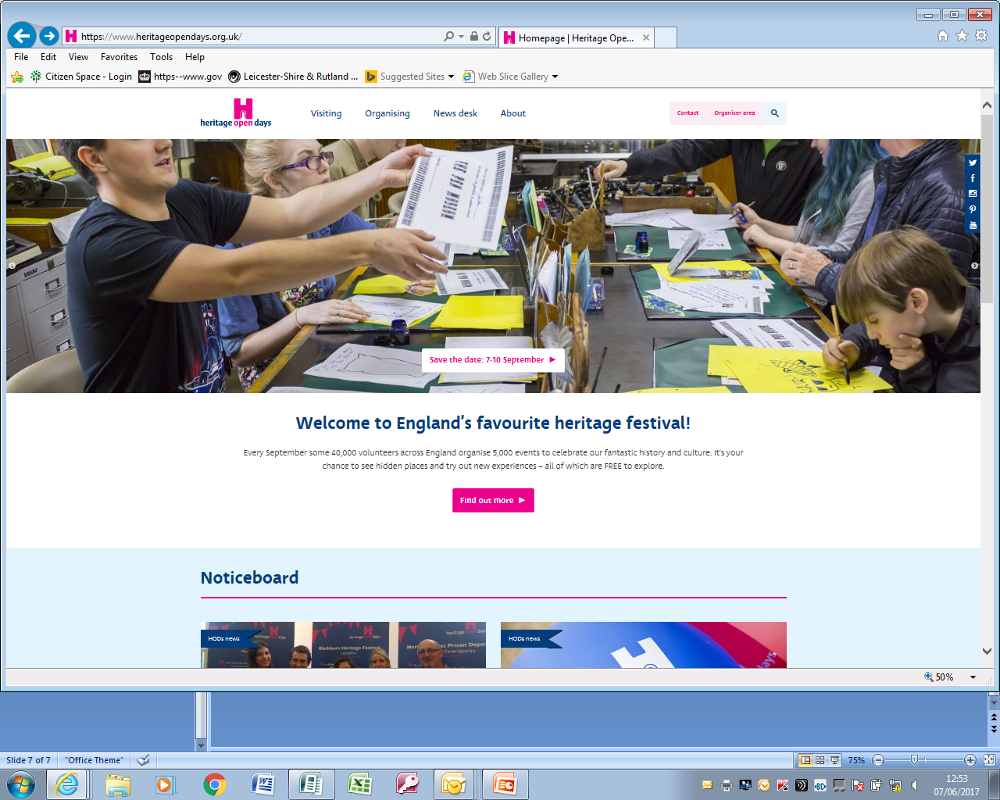 https://www.heritageopendays.org.uk/
Homepage | Heritage Ope...
File Edit View Favorites Tools Help
Citizen Space - Login https--www.gov Leicester-Shire & Rutland ... Suggested Sites Web Slice Gallery
heritage open days
Visiting Organising News desk About
Contact Organiser area
Save the date: 7-10 September
Welcome to England's favourite heritage festival!
Every September some 40,000 volunteers across England organise 5,000 events to celebrate our fantastic history and culture. It's your
chance to see hidden places and try out new experiences – all of which are FREE to explore.
Find out more
Noticeboard
HODs news
HODs news
Blackburn Heritage Festival
Cambridgeshire
50%
Slide 7 of 7 "Office Theme" 75%
12:53
07/06/2017